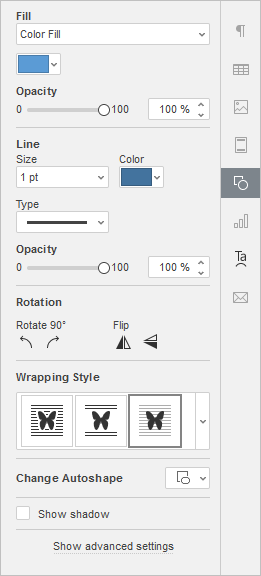 Fill
Color Fill
Opacity
0 100 100 %
Line
Size Color
1 pt
Type
Opacity
0 100 100 %
Rotation
Rotate 90° Flip
Wrapping Style
Change Autoshape
Show shadow
Show advanced settings
Ta